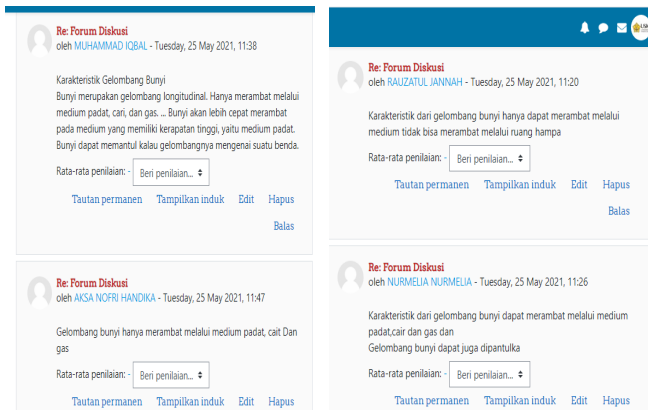 Re: Forum Diskusi
oleh MUHAMMAD IQBAL - Tuesday, 25 May 2021, 11:38
Karakteristik Gelombang Bunyi
Bunyi merupakan gelombang longitudinal. Hanya merambat melalui
medium padat, cari, dan gas. ... Bunyi akan lebih cepat merambat
pada medium yang memiliki kerapatan tinggi, yaitu medium padat.
Bunyi dapat memantul kalau gelombangnya mengenai suatu benda.
Rata-rata penilaian: - Beri penilaian...
Tautan permanen Tampilkan induk Edit Hapus
Balas
Re: Forum Diskusi
oleh AKSA NOFRI HANDIKA - Tuesday, 25 May 2021, 11:47
Gelombang bunyi hanya merambat melalui medium padat, cait Dan
gas
Rata-rata penilaian: - Beri penilaian...
Tautan permanen Tampilkan induk Edit Hapus
Re: Forum Diskusi
oleh RAUZATUL JANNAH - Tuesday, 25 May 2021, 11:20
Karakteristik dari gelombang bunyi hanya dapat merambat melalui
medium tidak bisa merambat melalui ruang hampa
Rata-rata penilaian: - Beri penilaian...
Tautan permanen Tampilkan induk Edit Hapus
Balas
Re: Forum Diskusi
oleh NURMELIA NURMELIA - Tuesday, 25 May 2021, 11:26
Karakteristik dari gelombang bunyi dapat merambat melalui medium
padat,cair dan gas dan
Gelombang bunyi dapat juga dipantulka
Rata-rata penilaian: - Beri penilaian...
Tautan permanen Tampilkan induk Edit Hapus